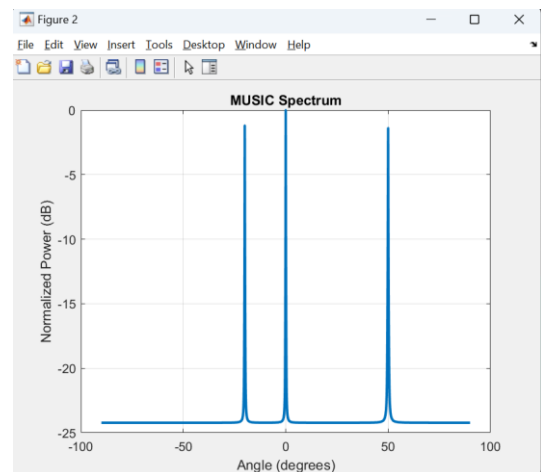 Figure 2
File Edit View Insert Tools Desktop Window Help
MUSIC Spectrum
0
-5
-10
-15
-20
-25
Normalized Power (dB)
-100 -50 0 50 100
Angle (degrees)